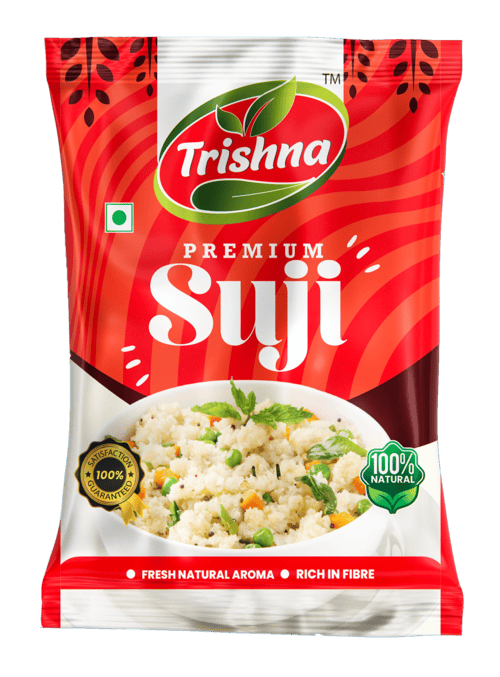 TM
Trishna
PREMIUM
Suji
SATISFACTION
100%
GUARANTEED
100%
NATURAL
FRESH NATURAL AROMA
RICH IN FIBRE